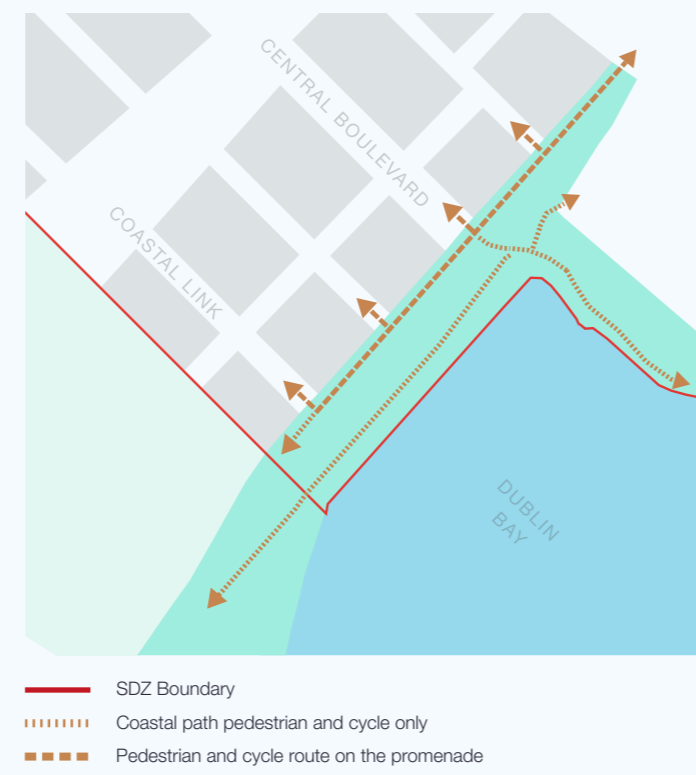 CENTRAL BOULEVARD
COASTAL LINK
DUBLIN
BAY
SDZ Boundary
Coastal path pedestrian and cycle only
Pedestrian and cycle route on the promenade